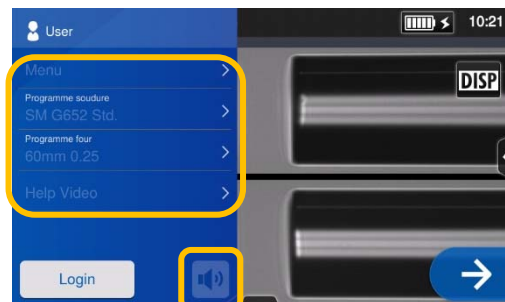 User
10:21
Menu
DISP
Programme soudure
SM G652 Std.
Programme four
60mm 0.25
Help Video
Login